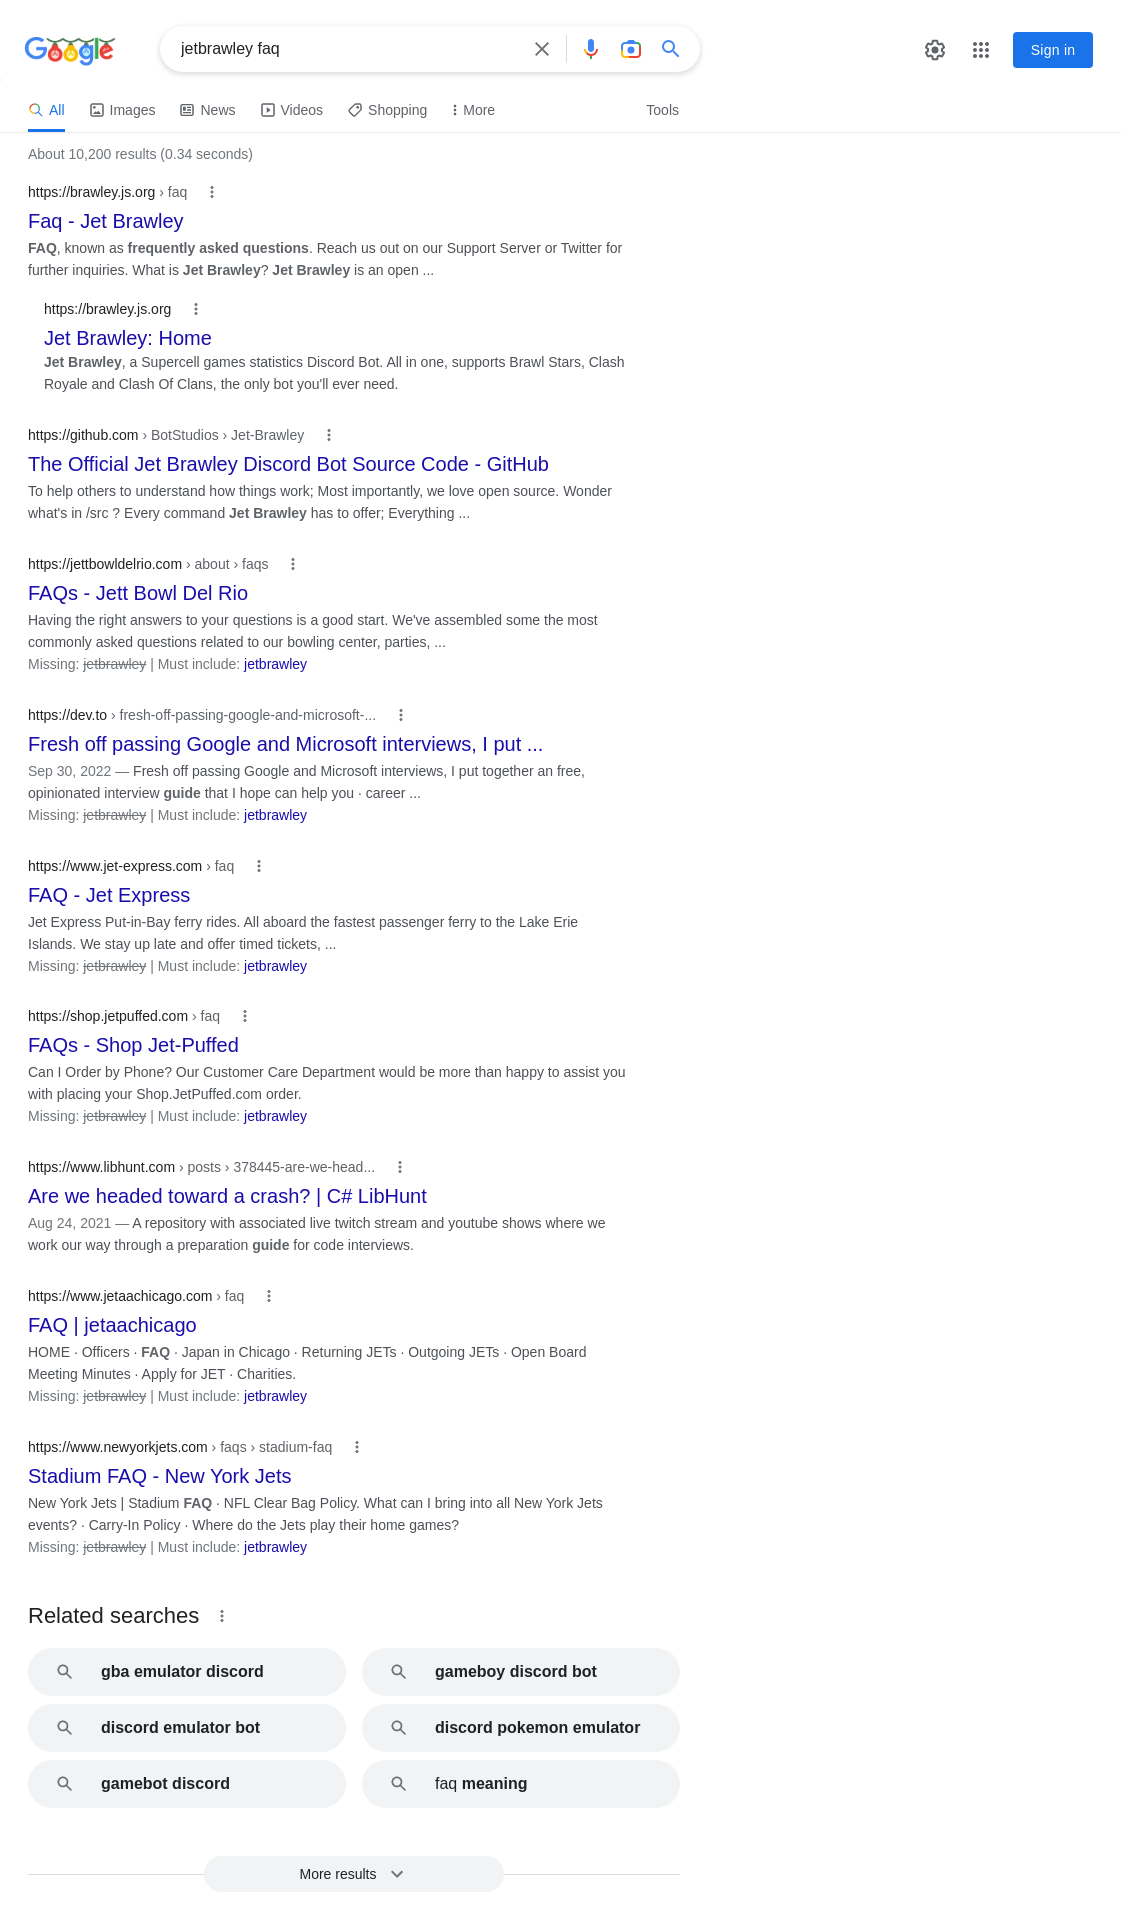 Google
jetbrawley faq
Sign in
All Images News Videos Shopping More Tools
About 10,200 results (0.34 seconds)
https://brawley.js.org › faq
Faq - Jet Brawley
FAQ, known as frequently asked questions. Reach us out on our Support Server or Twitter for
further inquiries. What is Jet Brawley? Jet Brawley is an open ...
https://brawley.js.org
Jet Brawley: Home
Jet Brawley, a Supercell games statistics Discord Bot. All in one, supports Brawl Stars, Clash
Royale and Clash Of Clans, the only bot you'll ever need.
https://github.com › BotStudios › Jet-Brawley
The Official Jet Brawley Discord Bot Source Code - GitHub
To help others to understand how things work; Most importantly, we love open source. Wonder
what's in /src ? Every command Jet Brawley has to offer; Everything ...
https://jettbowldelrio.com › about › faqs
FAQs - Jett Bowl Del Rio
Having the right answers to your questions is a good start. We've assembled some the most
commonly asked questions related to our bowling center, parties, ...
Missing: jetbrawley | Must include: jetbrawley
https://dev.to › fresh-off-passing-google-and-microsoft-...
Fresh off passing Google and Microsoft interviews, I put ...
Sep 30, 2022 — Fresh off passing Google and Microsoft interviews, I put together an free,
opinionated interview guide that I hope can help you · career ...
Missing: jetbrawley | Must include: jetbrawley
https://www.jet-express.com › faq
FAQ - Jet Express
Jet Express Put-in-Bay ferry rides. All aboard the fastest passenger ferry to the Lake Erie
Islands. We stay up late and offer timed tickets, ...
Missing: jetbrawley | Must include: jetbrawley
https://shop.jetpuffed.com › faq
FAQs - Shop Jet-Puffed
Can I Order by Phone? Our Customer Care Department would be more than happy to assist you
with placing your Shop.JetPuffed.com order.
Missing: jetbrawley | Must include: jetbrawley
https://www.libhunt.com › posts › 378445-are-we-head...
Are we headed toward a crash? | C# LibHunt
Aug 24, 2021 — A repository with associated live twitch stream and youtube shows where we
work our way through a preparation guide for code interviews.
https://www.jetaachicago.com › faq
FAQ | jetaachicago
HOME · Officers · FAQ · Japan in Chicago · Returning JETs · Outgoing JETs · Open Board
Meeting Minutes · Apply for JET · Charities.
Missing: jetbrawley | Must include: jetbrawley
https://www.newyorkjets.com › faqs › stadium-faq
Stadium FAQ - New York Jets
New York Jets | Stadium FAQ · NFL Clear Bag Policy. What can I bring into all New York Jets
events? · Carry-In Policy · Where do the Jets play their home games?
Missing: jetbrawley | Must include: jetbrawley
Related searches
gba emulator discord
gameboy discord bot
discord emulator bot
discord pokemon emulator
gamebot discord
faq meaning
More results